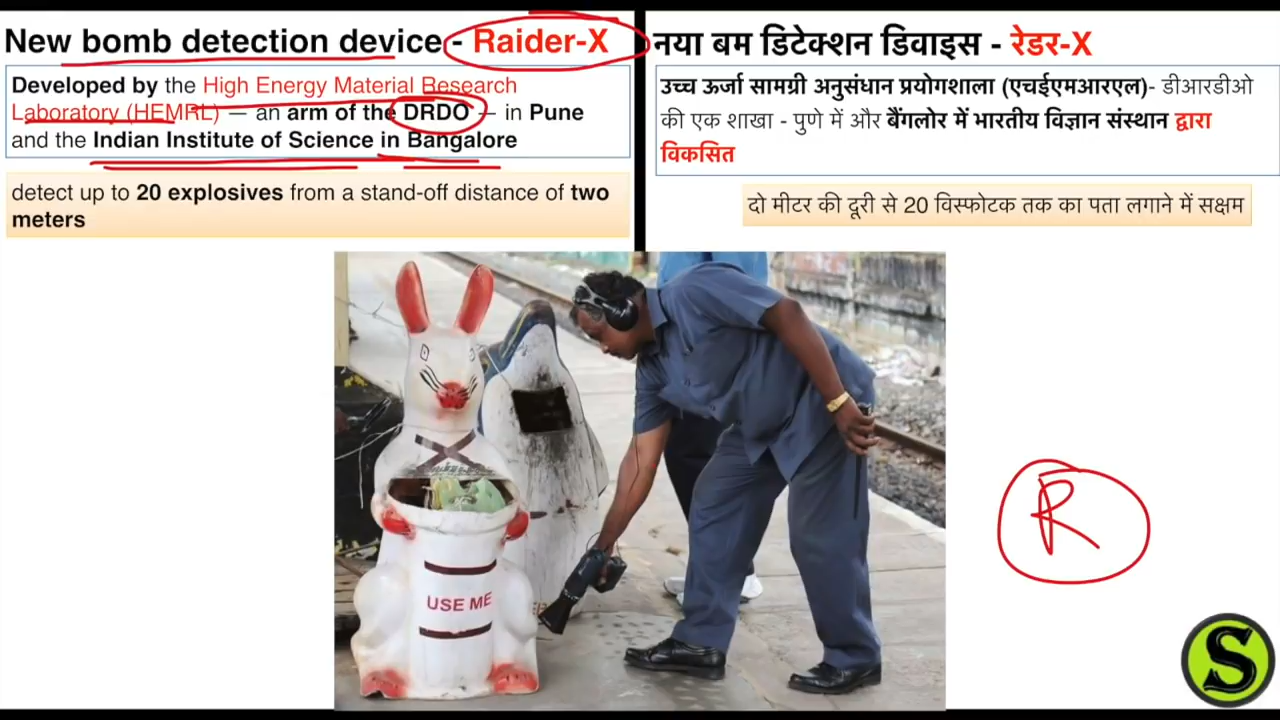 New bomb detection device - Raider-X
Developed by the High Energy Material Research
Laboratory (HEMRL) — an arm of the DRDO — in Pune
and the Indian Institute of Science in Bangalore
detect up to 20 explosives from a stand-off distance of two
meters
नया बम डिटेक्शन डिवाइस - रेडर-X
उच्च ऊर्जा सामग्री अनुसंधान प्रयोगशाला (एचईएमआरएल)- डीआरडीओ
की एक शाखा - पुणे में और बैंगलोर में भारतीय विज्ञान संस्थान द्वारा
विकसित
दो मीटर की दूरी से 20 विस्फोटक तक का पता लगाने में सक्षम
USE ME
R
S